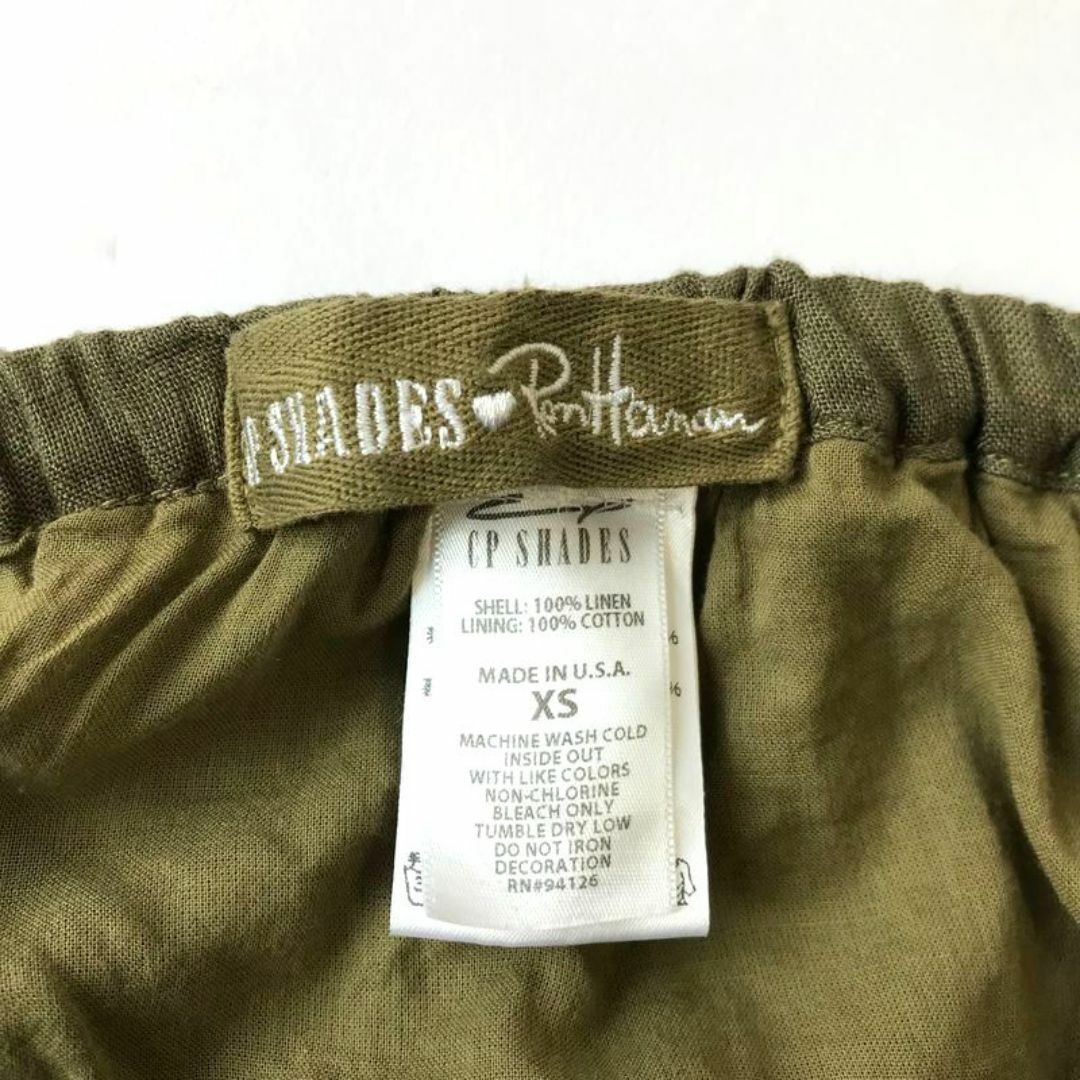 P SHADES Ron Herman
CP SHADES
SHELL: 100% LINEN
LINING: 100% COTTON
MADE IN U.S.A.
XS
MACHINE WASH COLD
INSIDE OUT
WITH LIKE COLORS
NON-CHLORINE
BLEACH ONLY
TUMBLE DRY LOW
DO NOT IRON
DECORATION
RN#94126